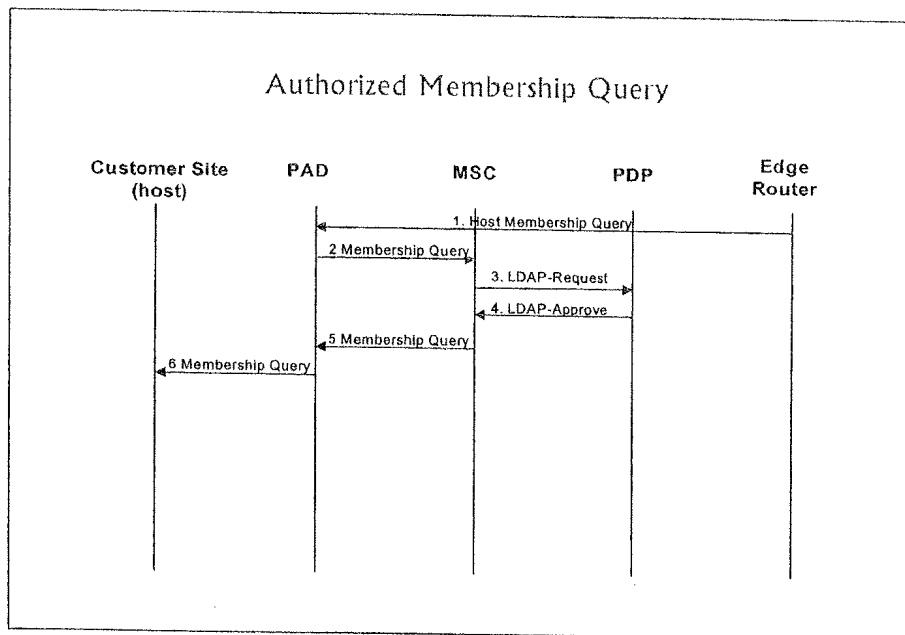 Authorized Membership Query
Customer Site
(host)
PAD
MSC
PDP
Edge
Router
1. Host Membership Query
2 Membership Query
3. LDAP-Request
4. LDAP-Approve
5 Membership Query
6 Membership Query